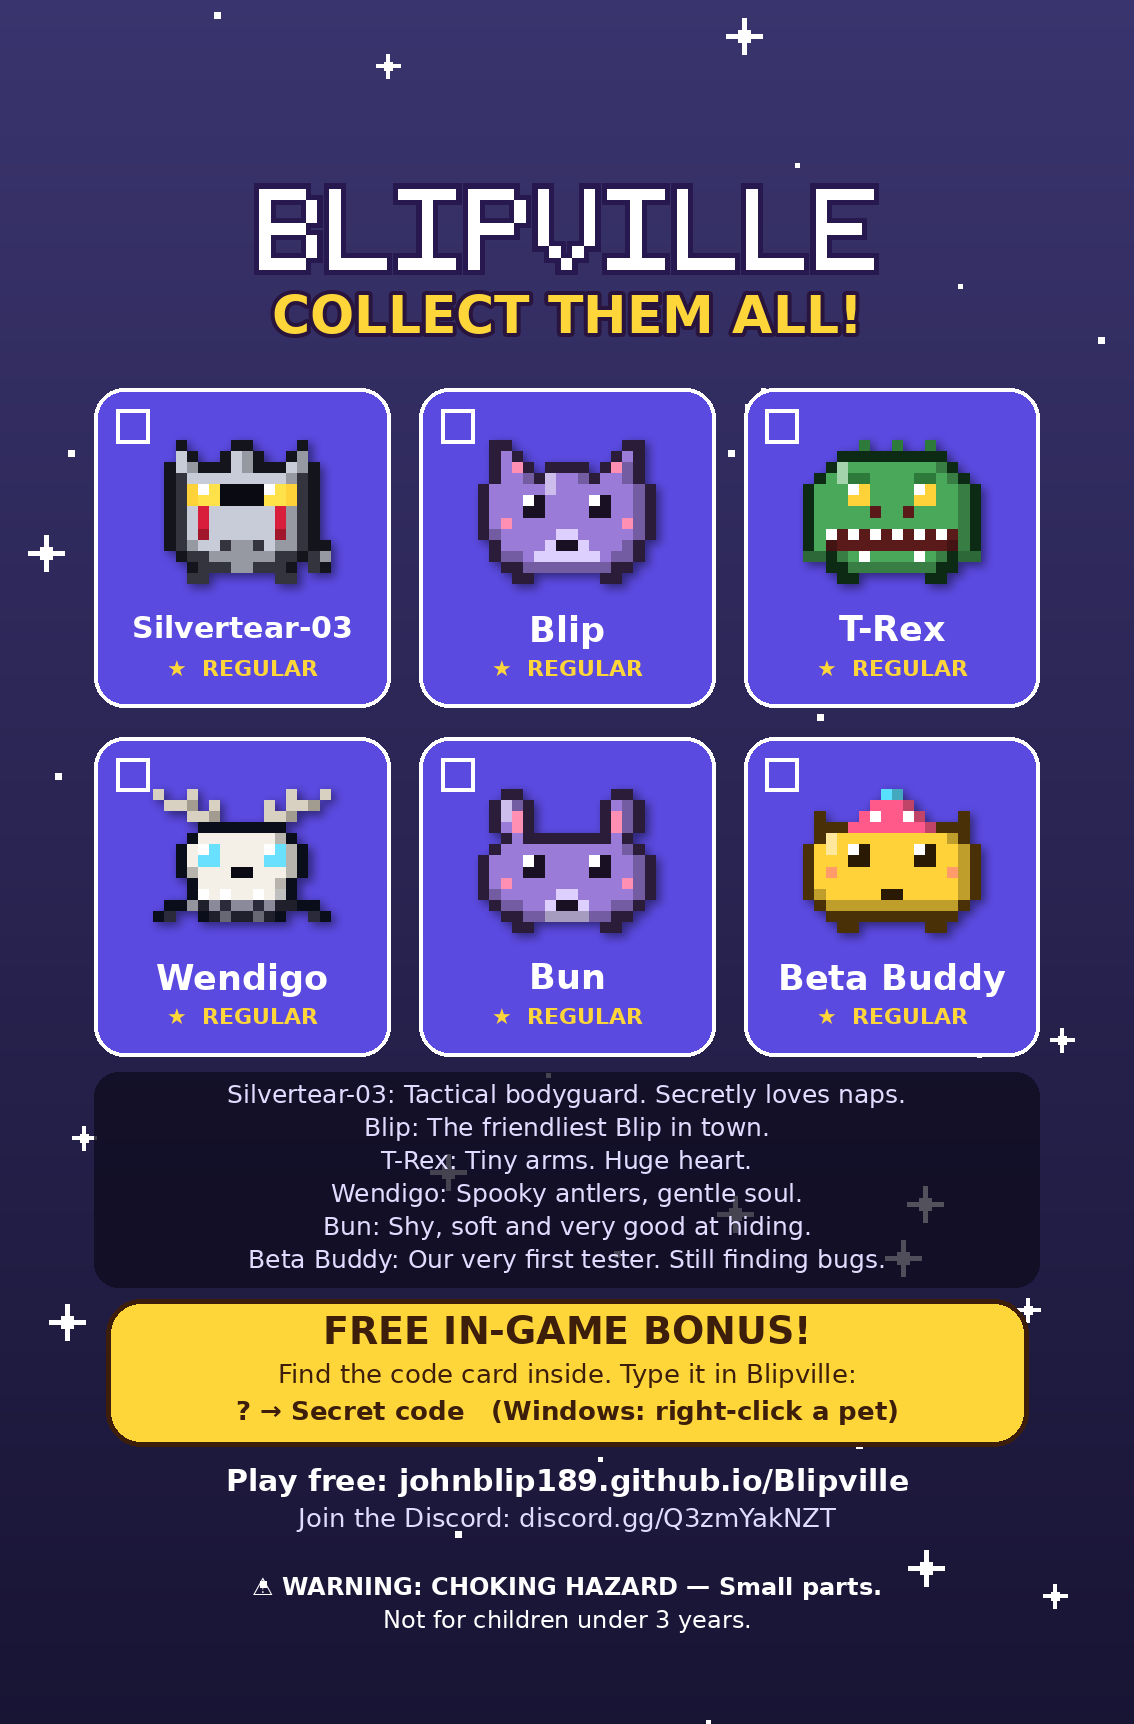 BLIPVILLE
COLLECT THEM ALL!
Silvertear-03
★ REGULAR
Blip
★ REGULAR
T-Rex
★ REGULAR
Wendigo
★ REGULAR
Bun
★ REGULAR
Beta Buddy
★ REGULAR
Silvertear-03: Tactical bodyguard. Secretly loves naps.
Blip: The friendliest Blip in town.
T-Rex: Tiny arms. Huge heart.
Wendigo: Spooky antlers, gentle soul.
Bun: Shy, soft and very good at hiding.
Beta Buddy: Our very first tester. Still finding bugs.
FREE IN-GAME BONUS!
Find the code card inside. Type it in Blipville:
? → Secret code (Windows: right-click a pet)
Play free: johnblip189.github.io/Blipville
Join the Discord: discord.gg/Q3zmYakNZT
⚠ WARNING: CHOKING HAZARD — Small parts.
Not for children under 3 years.